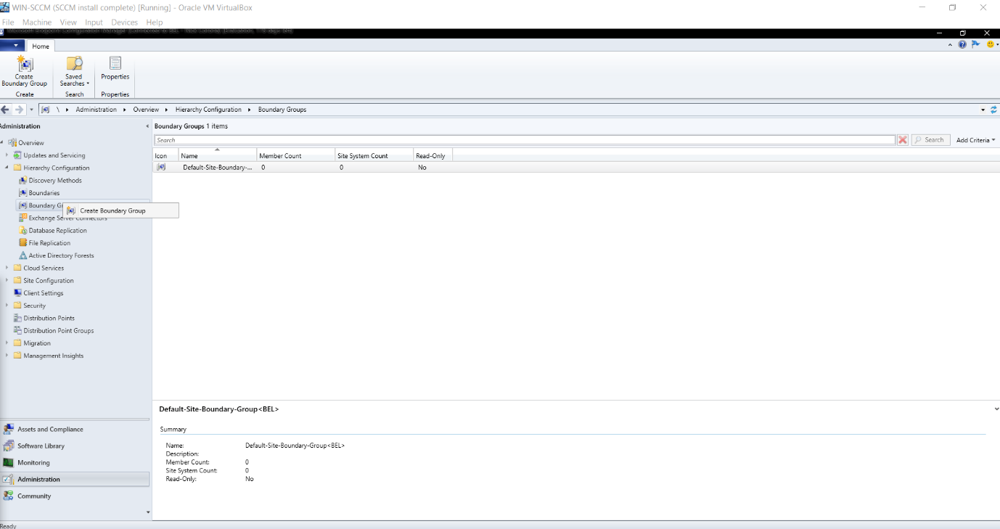 WIN-SCCM (SCCM install complete) [Running] - Oracle VM VirtualBox
File Machine View Input Devices Help
Home
Create Boundary Group
Saved Searches
Properties
Create
Search
Properties
\ Administration Overview Hierarchy Configuration Boundary Groups
Administration
Overview
Updates and Servicing
Hierarchy Configuration
Discovery Methods
Boundaries
Boundary
Create Boundary Group
Exchange Server Connectors
Database Replication
File Replication
Active Directory Forests
Cloud Services
Site Configuration
Client Settings
Security
Distribution Points
Distribution Point Groups
Migration
Management Insights
Assets and Compliance
Software Library
Monitoring
Administration
Community
Boundary Groups 1 items
Search
Search
Add Criteria
Icon Name Member Count Site System Count Read-Only
Default-Site-Boundary-... 0 0 No
Default-Site-Boundary-Group<BEL>
Summary
Name: Default-Site-Boundary-Group<BEL>
Description:
Member Count: 0
Site System Count: 0
Read-Only: No
Ready